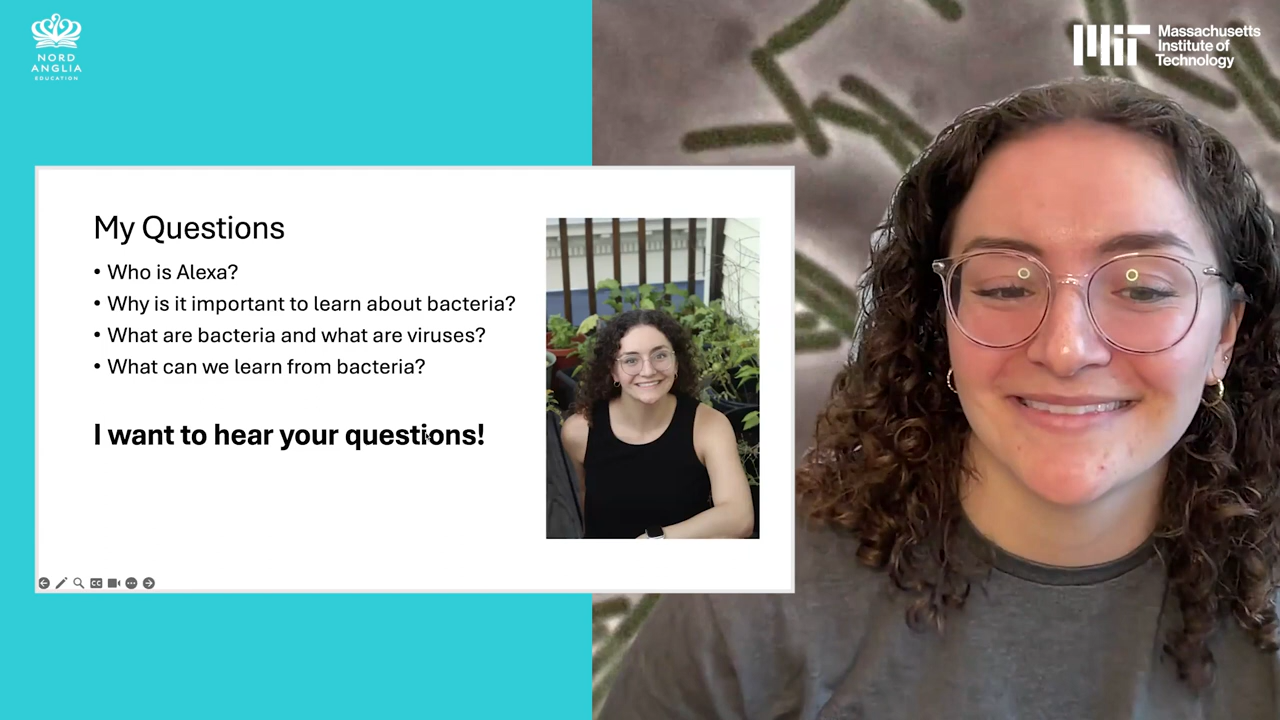 NORD
ANGLIA
EDUCATION
Massachusetts
Institute of
Technology
My Questions
• Who is Alexa?
• Why is it important to learn about bacteria?
• What are bacteria and what are viruses?
• What can we learn from bacteria?
I want to hear your questions!
CC